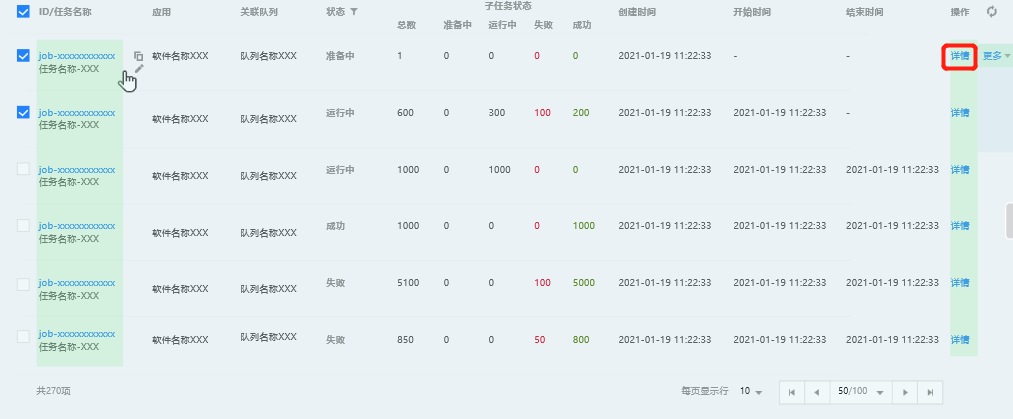 ID/任务名称 应用 关联队列 状态 子任务状态 创建时间 开始时间 结束时间 操作
总数 准备中 运行中 失败 成功
job-xxxxxxxxxxxx 软件名称XXX 队列名称XXX 准备中 1 0 0 0 0 2021-01-19 11:22:33 - - 详情 更多
任务名称-XXX
job-xxxxxxxxxxxx 软件名称XXX 队列名称XXX 运行中 600 0 300 100 200 2021-01-19 11:22:33 2021-01-19 11:22:33 - 详情
任务名称-XXX
job-xxxxxxxxxxxx 软件名称XXX 队列名称XXX 运行中 1000 0 1000 0 0 2021-01-19 11:22:33 2021-01-19 11:22:33 2021-01-19 11:22:33 详情
任务名称-XXX
job-xxxxxxxxxxxx 软件名称XXX 队列名称XXX 成功 1000 0 0 0 1000 2021-01-19 11:22:33 2021-01-19 11:22:33 2021-01-19 11:22:33 详情
任务名称-XXX
job-xxxxxxxxxxxx 软件名称XXX 队列名称XXX 失败 5100 0 0 100 5000 2021-01-19 11:22:33 2021-01-19 11:22:33 2021-01-19 11:22:33 详情
任务名称-XXX
job-xxxxxxxxxxxx 软件名称XXX 队列名称XXX 失败 850 0 0 50 800 2021-01-19 11:22:33 2021-01-19 11:22:33 2021-01-19 11:22:33 详情
任务名称-XXX
共270项 每页显示行 10 50/100